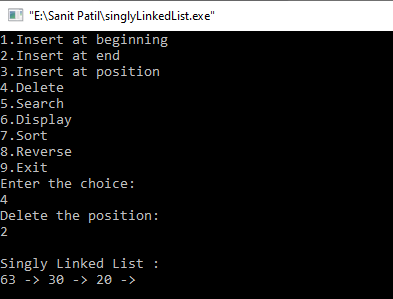 "E:\Sanit Patil\singlyLinkedList.exe"
1.Insert at beginning
2.Insert at end
3.Insert at position
4.Delete
5.Search
6.Display
7.Sort
8.Reverse
9.Exit
Enter the choice:
4
Delete the position:
2
Singly Linked List :
63 -> 30 -> 20 ->